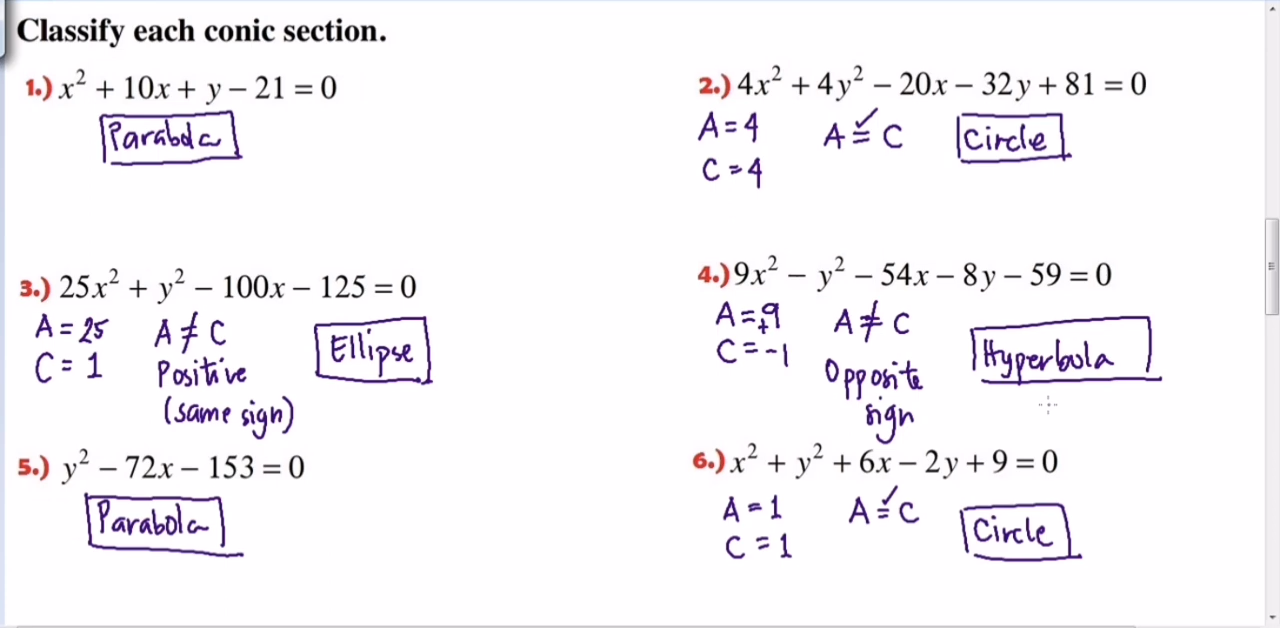 Classify each conic section.
1.) x² + 10x + y − 21 = 0
Parabola
2.) 4x² + 4y² − 20x − 32y + 81 = 0
A = 4
A = ✓ C
Circle
C = 4
3.) 25x² + y² − 100x − 125 = 0
A = 25
A ≠ C
Ellipse
C = 1
Positive
(same sign)
4.) 9x² − y² − 54x − 8y − 59 = 0
A = +9
A ≠ C
Hyperbola
C = -1
Opposite
sign
5.) y² − 72x − 153 = 0
Parabola
6.) x² + y² + 6x − 2y + 9 = 0
A = 1
A = ✓ C
Circle
C = 1